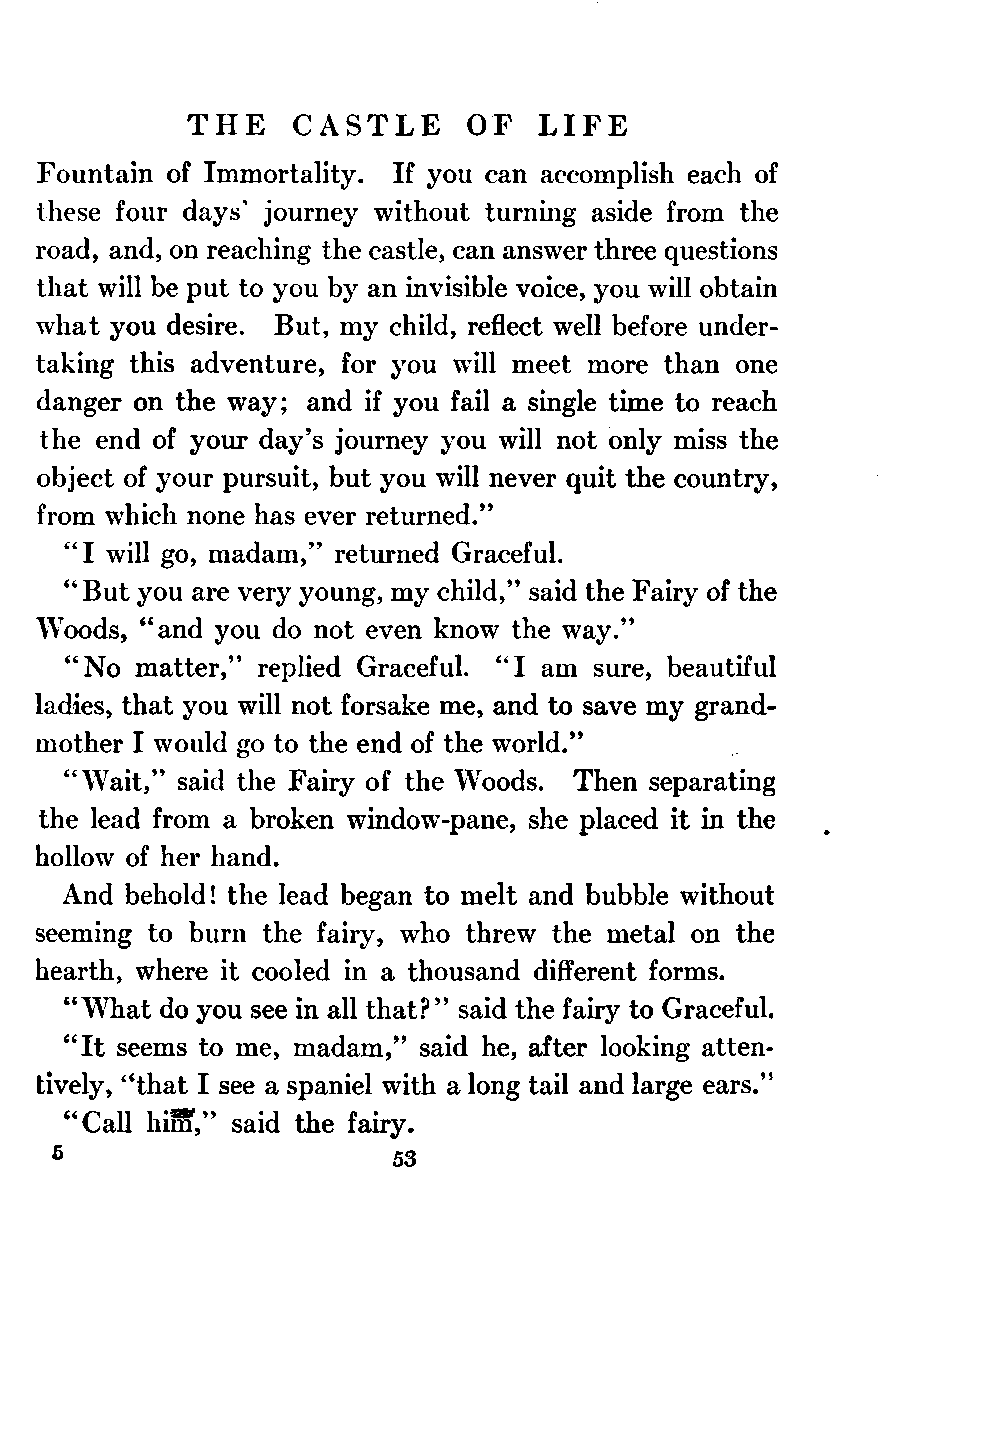 THE CASTLE OF LIFE
Fountain of Immortality. If you can accomplish each of
these four days' journey without turning aside from the
road, and, on reaching the castle, can answer three questions
that will be put to you by an invisible voice, you will obtain
what you desire. But, my child, reflect well before under-
taking this adventure, for you will meet more than one
danger on the way; and if you fail a single time to reach
the end of your day's journey you will not only miss the
object of your pursuit, but you will never quit the country,
from which none has ever returned.”
“I will go, madam,” returned Graceful.
“But you are very young, my child,” said the Fairy of the
Woods, “and you do not even know the way.”
“No matter,” replied Graceful. “I am sure, beautiful
ladies, that you will not forsake me, and to save my grand-
mother I would go to the end of the world.”
“Wait,” said the Fairy of the Woods. Then separating
the lead from a broken window-pane, she placed it in the
hollow of her hand.
And behold! the lead began to melt and bubble without
seeming to burn the fairy, who threw the metal on the
hearth, where it cooled in a thousand different forms.
“What do you see in all that?” said the fairy to Graceful.
“It seems to me, madam,” said he, after looking atten-
tively, “that I see a spaniel with a long tail and large ears.”
“Call him,” said the fairy.
5 53